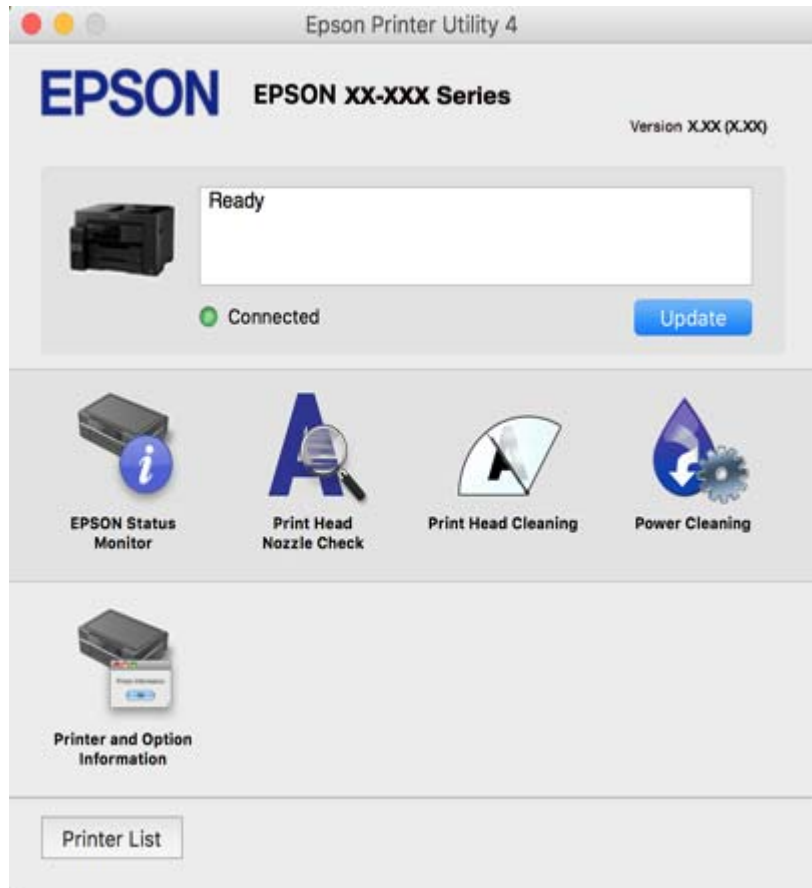 Epson Printer Utility 4
EPSON
EPSON XX-XXX Series
Version X.XX (X.XX)
Ready
Connected
Update
EPSON Status
Monitor
Print Head
Nozzle Check
Print Head Cleaning
Power Cleaning
Printer and Option
Information
Printer List